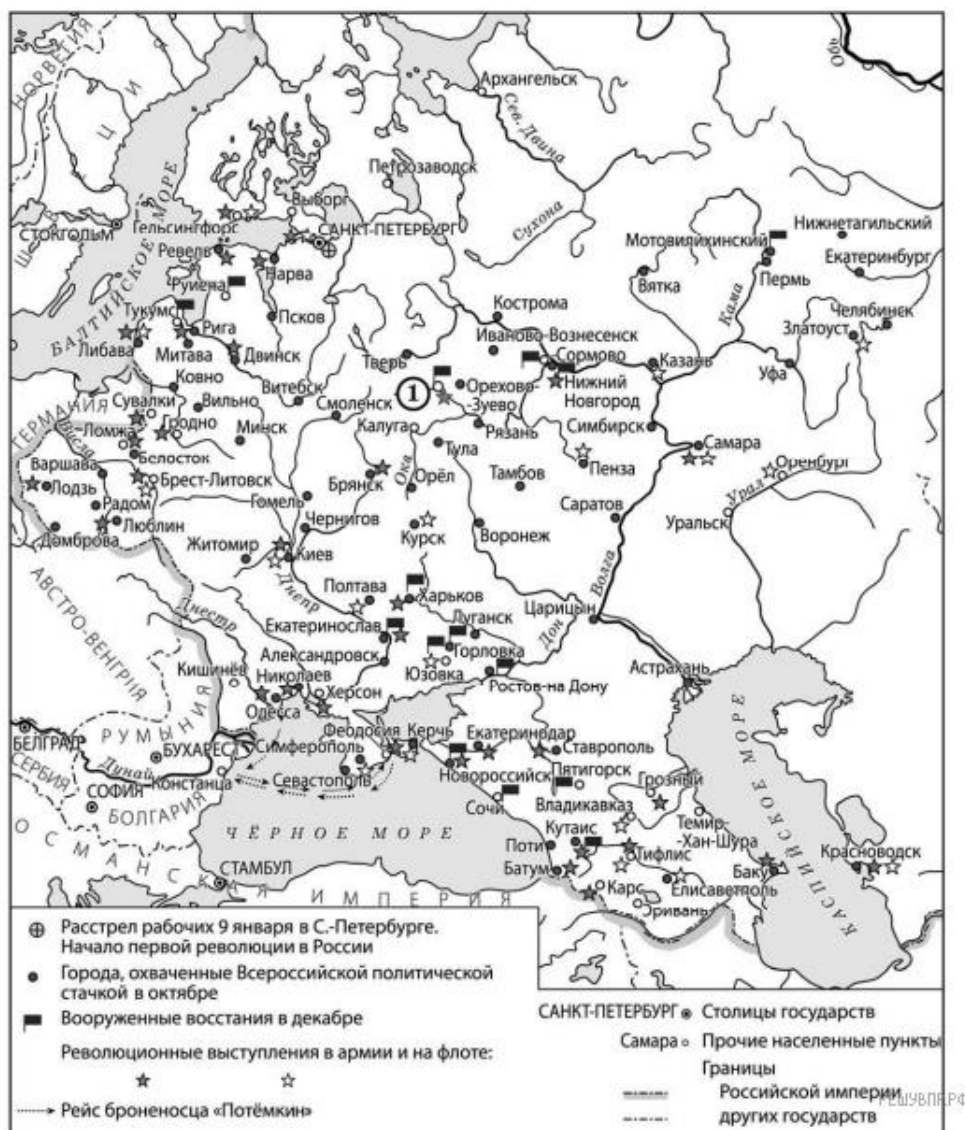 НОРВЕГИЯ
ШВЕЦИЯ
Архангельск
Обь
Сев. Двина
Петрозаводск
Сухона
Выборг
СТОКГОЛЬМ
Гельсингфорс
САНКТ-ПЕТЕРБУРГ
БАЛТИЙСКОЕ МОРЕ
Ревель
Нарва
Руиена
Мотовилихинский
Нижнетагильский
Вятка
Пермь
Екатеринбург
Кама
Тукумс
Рига
Псков
Кострома
Челябинск
Либава
Митава
Двинск
Тверь
Иваново-Вознесенск
Сормово
Казань
Златоуст
Уфа
Ковно
Витебск
1
Орехово-
-Зуево
Нижний
Новгород
ГЕРМАНИЯ
Сувалки
Вильно
Смоленск
Калуга
Рязань
Симбирск
Висла
Ломжа
Гродно
Минск
Тула
Самара
Белосток
Ока
Пенза
Оренбург
Варшава
Брест-Литовск
Брянск
Орёл
Тамбов
Урал
Лодзь
Радом
Гомель
Саратов
Уральск
Люблин
Чернигов
Курск
Воронеж
Домброва
Житомир
Киев
Волга
АВСТРО-ВЕНГРИЯ
Днепр
Полтава
Харьков
Царицын
Днестр
Екатеринослав
Луганск
Дон
Александровск
Горловка
Кишинёв
Николаев
Юзовка
Астрахань
Херсон
Ростов-на Дону
Одесса
РУМЫНИЯ
Феодосия
Керчь
Екатеринодар
БЕЛГРАД
БУХАРЕСТ
Симферополь
Ставрополь
СЕРБИЯ
Дунай
Констанца
Севастополь
Новороссийск
Пятигорск
Грозный
СОФИЯ
БОЛГАРИЯ
Сочи
Владикавказ
КАСПИЙСКОЕ МОРЕ
ЧЁРНОЕ МОРЕ
Кутаис
Темир-
-Хан-Шура
Поти
Тифлис
СТАМБУЛ
Батум
Баку
Красноводск
ОСМАНСКАЯ ИМПЕРИЯ
Карс
Елисаветполь
Эривань
Расстрел рабочих 9 января в С.-Петербурге.
Начало первой революции в России
Города, охваченные Всероссийской политической
стачкой в октябре
Вооруженные восстания в декабре
Революционные выступления в армии и на флоте:
Рейс броненосца «Потёмкин»
САНКТ-ПЕТЕРБУРГ Столицы государств
Самара Прочие населенные пункты
Границы
Российской империи
других государств
РЕШУВПР.РФ